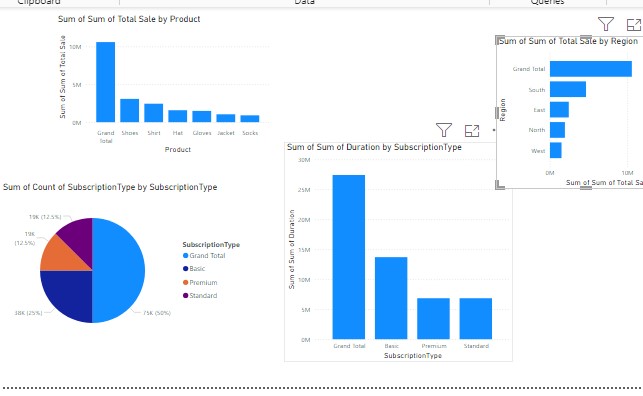 Clipboard Data Queries
Sum of Sum of Total Sale by Product
Sum of Sum of Total Sale
10M
5M
0M
Grand Total Shoes Shirt Hat Gloves Jacket Socks
Product
Sum of Sum of Total Sale by Region
Region
Grand Total
South
East
North
West
0M 10M
Sum of Sum of Total Sa
Sum of Sum of Duration by SubscriptionType
Sum of Sum of Duration
30M
25M
20M
15M
10M
5M
0M
Grand Total Basic Premium Standard
SubscriptionType
Sum of Count of SubscriptionType by SubscriptionType
19K (12.5%)
19K
(12.5%)
38K (25%)
75K (50%)
SubscriptionType
Grand Total
Basic
Premium
Standard